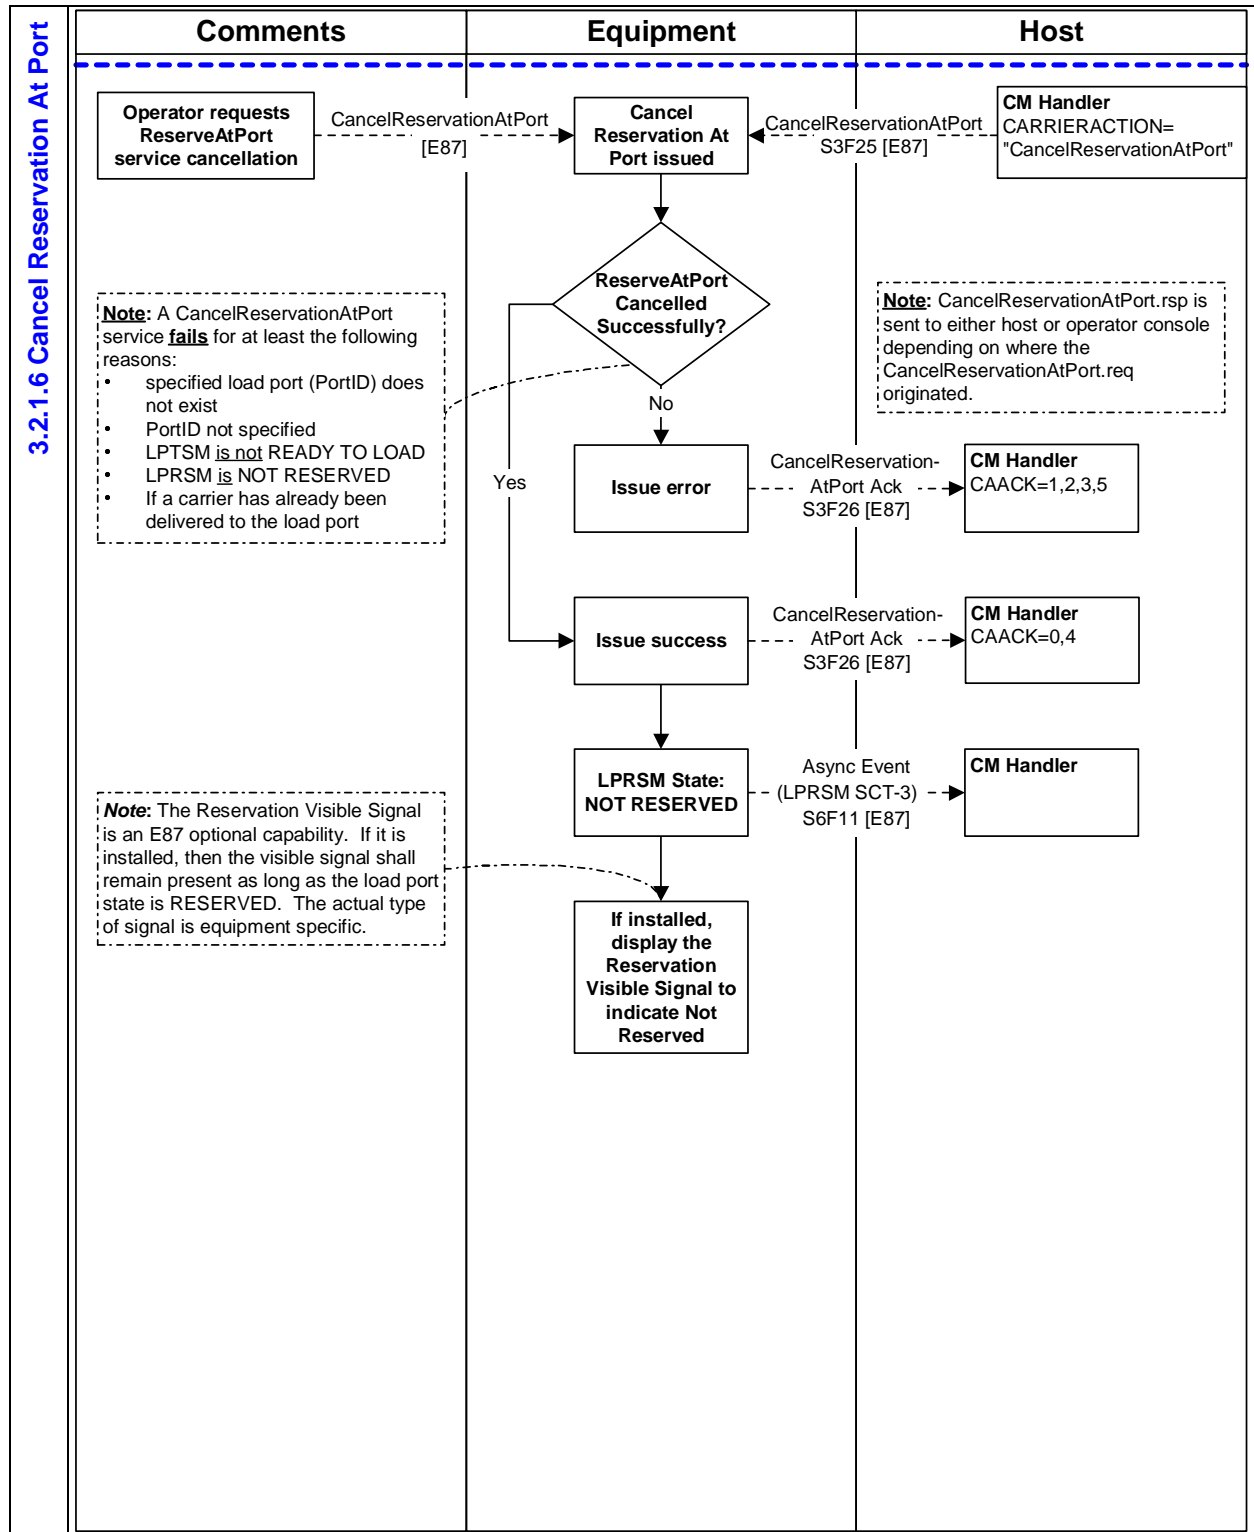 3.2.1.6 Cancel Reservation At Port
Comments
Equipment
Host
Operator requests
ReserveAtPort
service cancellation
CancelReservationAtPort
[E87]
Cancel
Reservation At
Port issued
CancelReservationAtPort
S3F25 [E87]
CM Handler
CARRIERACTION=
"CancelReservationAtPort"
ReserveAtPort
Cancelled
Successfully?
Note: A CancelReservationAtPort
service fails for at least the following
reasons:
• specified load port (PortID) does
not exist
• PortID not specified
• LPTSM is not READY TO LOAD
• LPRSM is NOT RESERVED
• If a carrier has already been
delivered to the load port
Note: CancelReservationAtPort.rsp is
sent to either host or operator console
depending on where the
CancelReservationAtPort.req
originated.
No
Yes
Issue error
CancelReservation-
AtPort Ack
S3F26 [E87]
CM Handler
CAACK=1,2,3,5
Issue success
CancelReservation-
AtPort Ack
S3F26 [E87]
CM Handler
CAACK=0,4
LPRSM State:
NOT RESERVED
Async Event
(LPRSM SCT-3)
S6F11 [E87]
CM Handler
Note: The Reservation Visible Signal
is an E87 optional capability. If it is
installed, then the visible signal shall
remain present as long as the load port
state is RESERVED. The actual type
of signal is equipment specific.
If installed,
display the
Reservation
Visible Signal to
indicate Not
Reserved